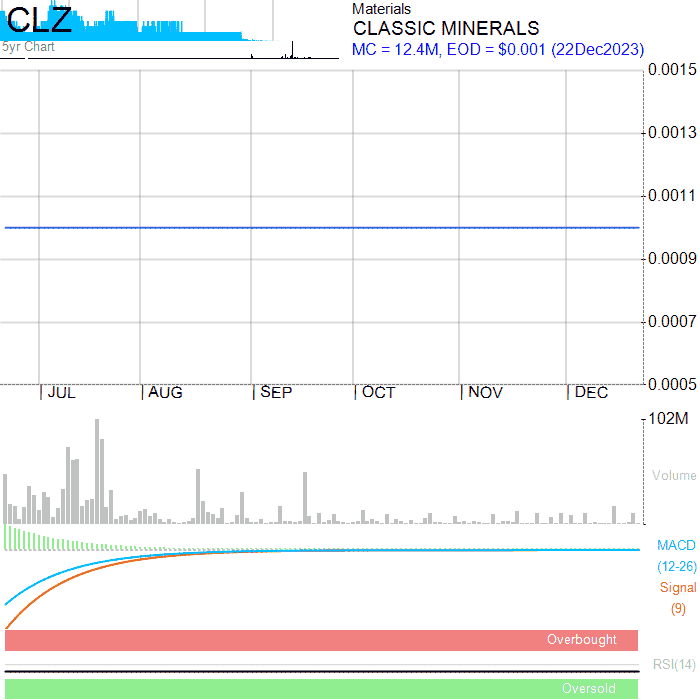 CLZ
5yr Chart
Materials
CLASSIC MINERALS
MC = 12.4M, EOD = $0.001 (22Dec2023)
0.0015
0.0013
0.0011
0.0009
0.0007
0.0005
JUL AUG SEP OCT NOV DEC
102M
Volume
MACD
(12-26)
Signal
(9)
Overbought
RSI(14)
Oversold